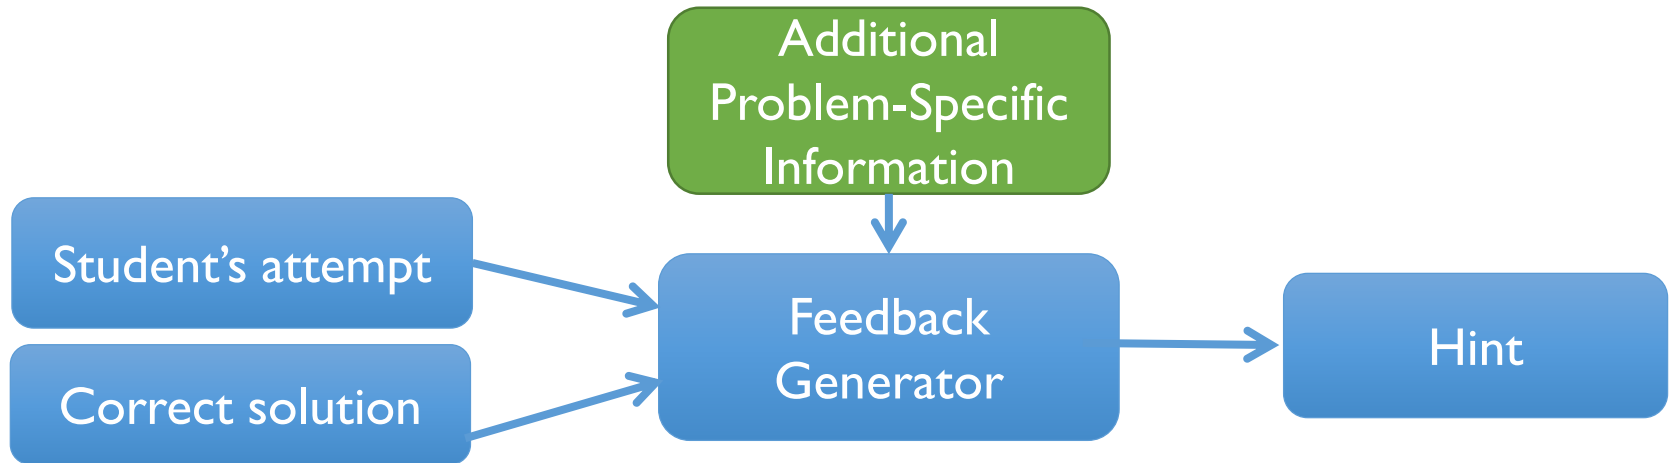 Additional
Problem-Specific
Information
Student’s attempt
Correct solution
Feedback
Generator
Hint